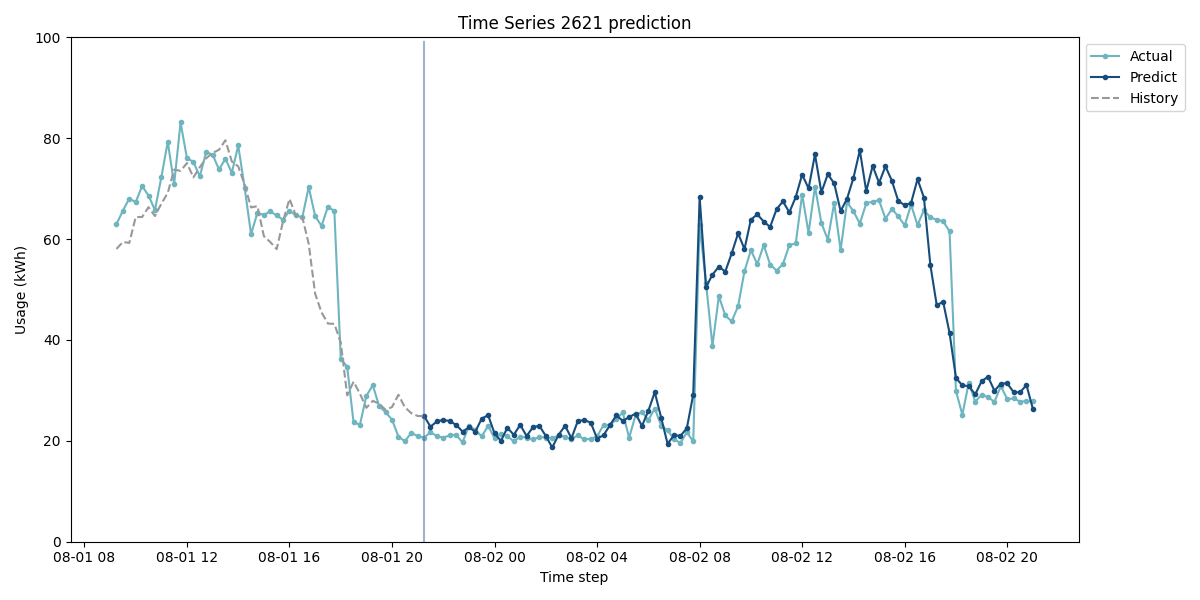 Time Series 2621 prediction
100
80
60
40
20
0
Usage (kWh)
08-01 08
08-01 12
08-01 16
08-01 20
08-02 00
08-02 04
08-02 08
08-02 12
08-02 16
08-02 20
Time step
Actual
Predict
History